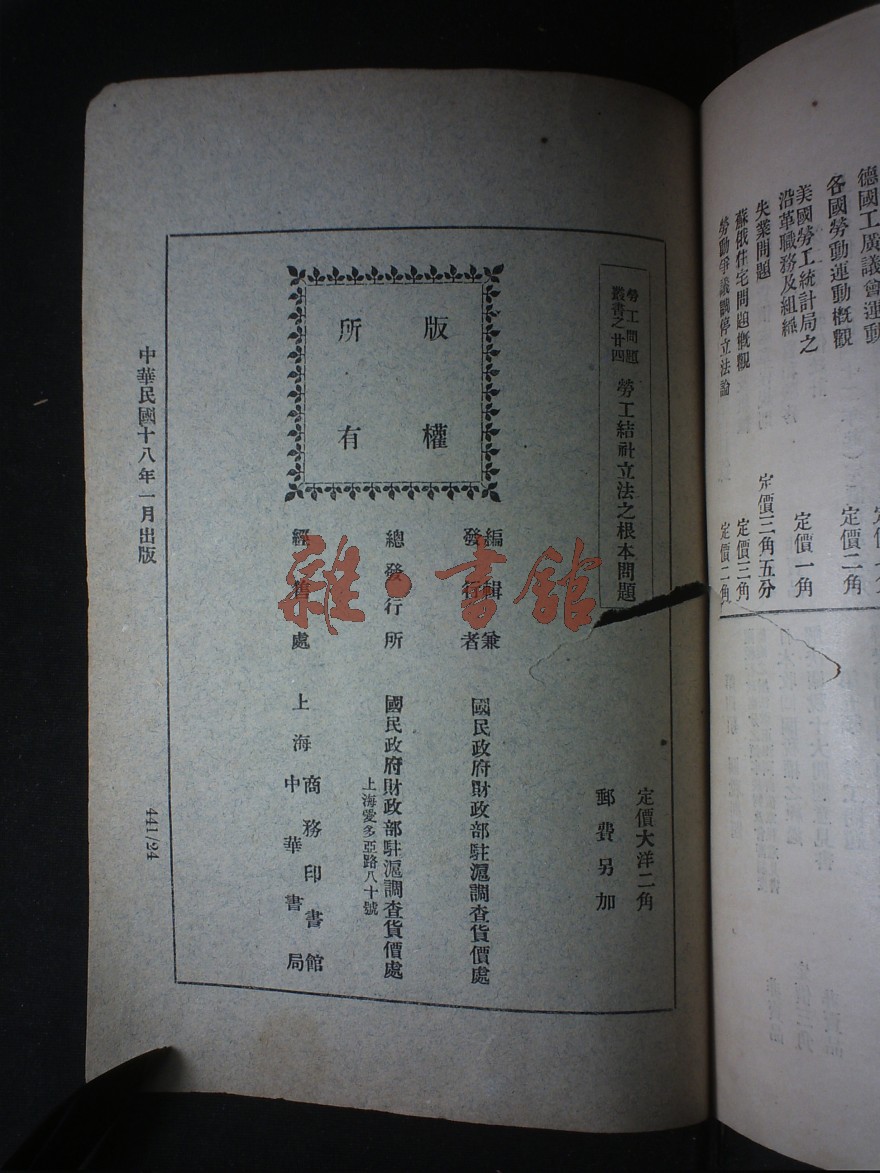 德國工廠議會運動
各國勞動運動概觀
定價二角
美國勞工統計局之
沿革職務及組織
定價一角
失業問題
定價三角五分
蘇俄住宅問題概觀
定價三角
勞動爭議調停立法論
定價二角
勞工問題
叢書之廿四
勞工結社立法之根本問題
定價大洋二角
郵費另加
版權
所有
編輯兼
發行者
國民政府財政部駐滬調查貨價處
總發行所
國民政府財政部駐滬調查貨價處
上海愛多亞路八十號
經售處
上海
商務印書館
中華書局
中華民國十八年一月出版
441/24
雜·書館